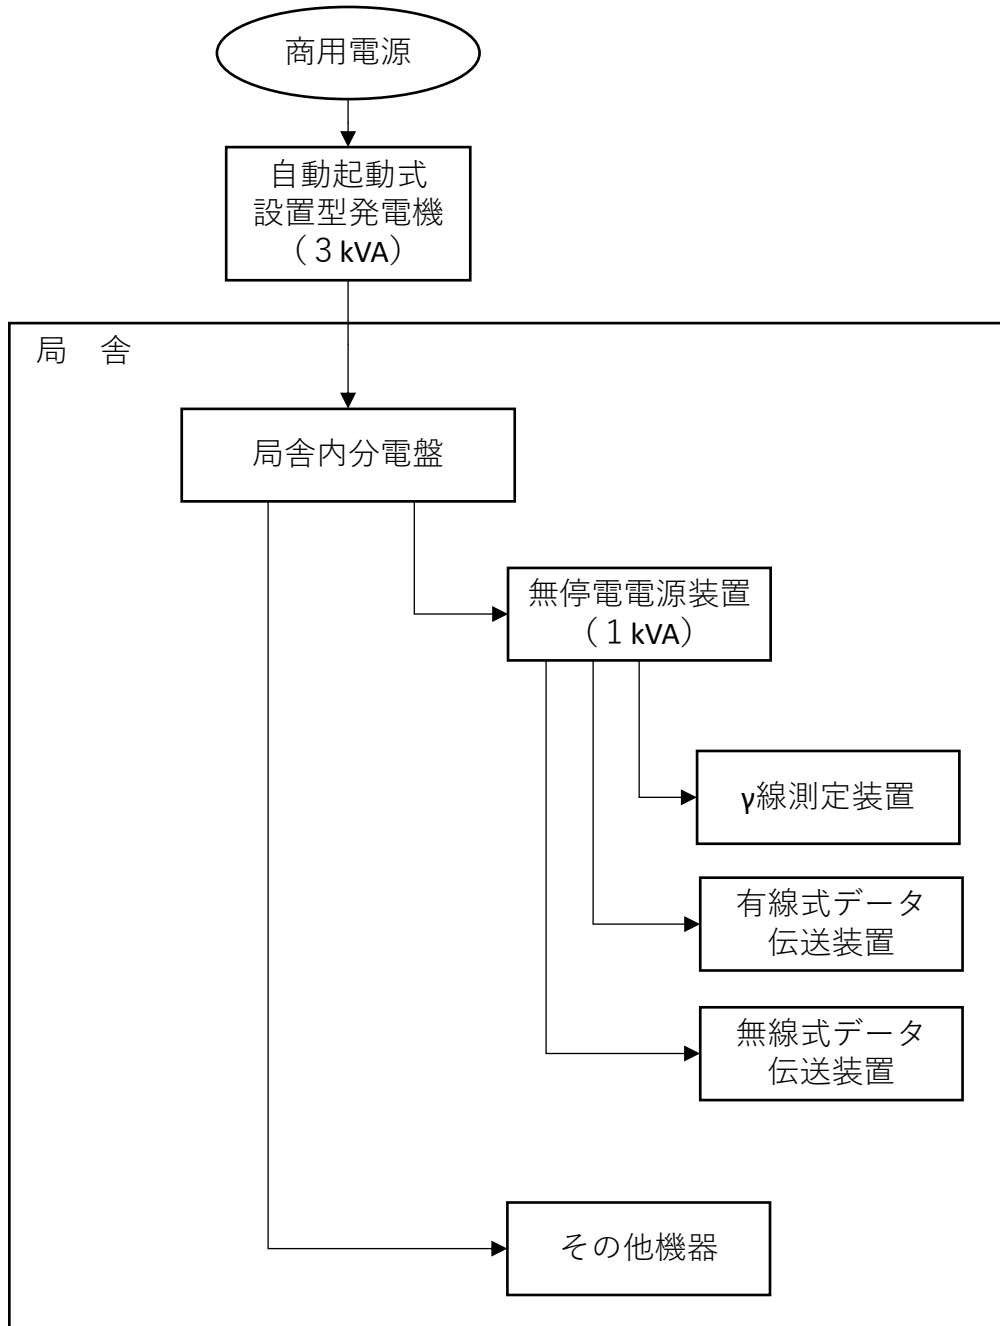 商用電源
自動起動式
設置型発電機
（３kVA）
局　舎
局舎内分電盤
無停電電源装置
（１kVA）
γ線測定装置
有線式データ
伝送装置
無線式データ
伝送装置
その他機器